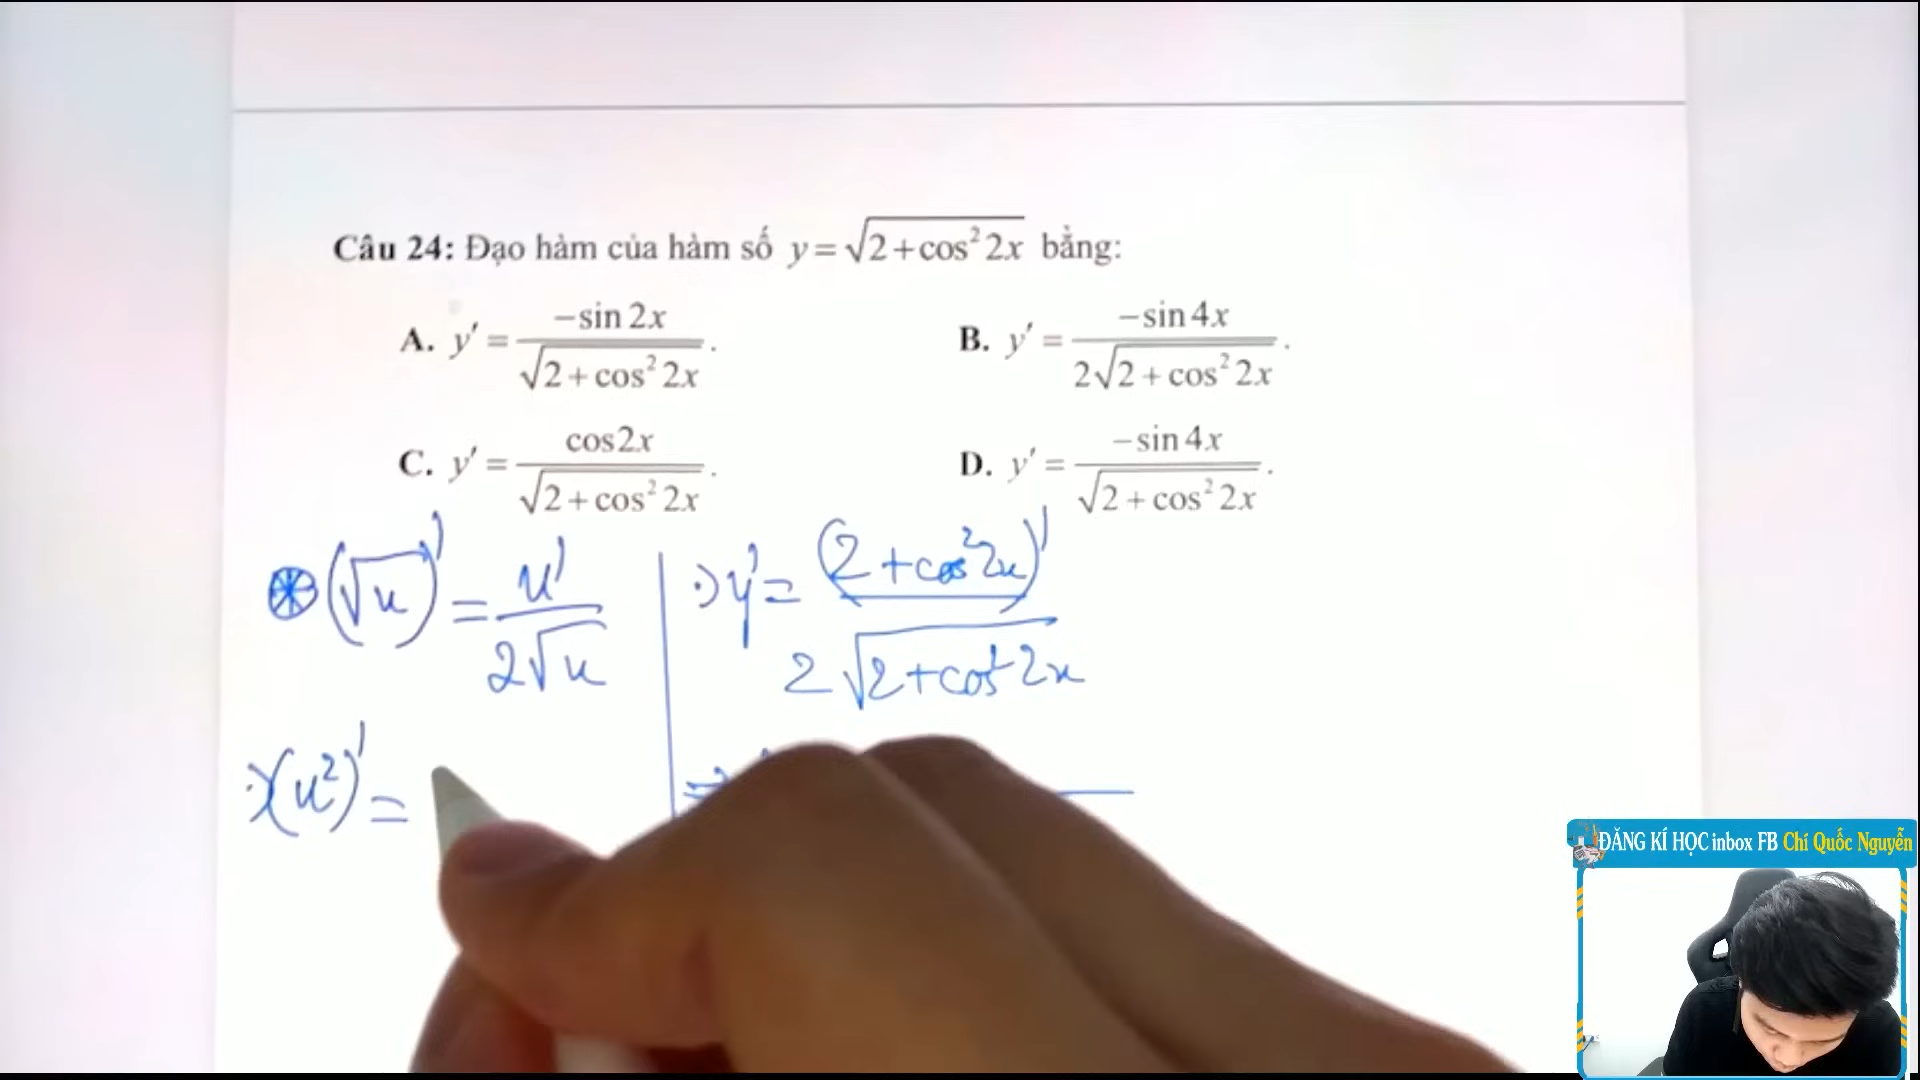 Câu 24: Đạo hàm của hàm số y = √(2 + cos² 2x) bằng:
A. y' = (−sin 2x)/(√(2 + cos² 2x)).
B. y' = (−sin 4x)/(2√(2 + cos² 2x)).
C. y' = (cos2x)/(√(2 + cos² 2x)).
D. y' = (−sin 4x)/(√(2 + cos² 2x)).
(√u)' = u'/(2√u)
y' = (2 + cos² 2x)'/(2√(2 + cos² 2x))
(u²)' =
ĐĂNG KÍ HỌC inbox FB Chí Quốc Nguyễn